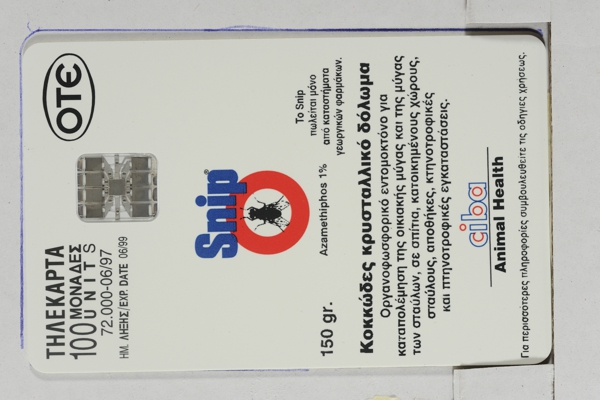 ΤΗΛΕΚΑΡΤΑ
100 ΜΟΝΑΔΕΣ
UNITS
72.000-06/97
ΗΜ. ΛΗΞΗΣ/EXP. DATE 06/99
ΟΤΕ
Snip®
150 gr.
Azamethiphos 1%
Το Snip
πωλείται μόνο
από καταστήματα
γεωργικών φαρμάκων.
Κοκκώδες κρυσταλλικό δόλωμα
Οργανοφωσφορικό εντομοκτόνο για
καταπολέμηση της οικιακής μύγας και της μύγας
των σταύλων, σε σπίτια, κατοικημένους χώρους,
σταύλους, αποθήκες, κτηνοτροφικές
και πτηνοτροφικές εγκαταστάσεις.
ciba
Animal Health
Για περισσότερες πληροφορίες συμβουλευθείτε τις οδηγίες χρήσεως.